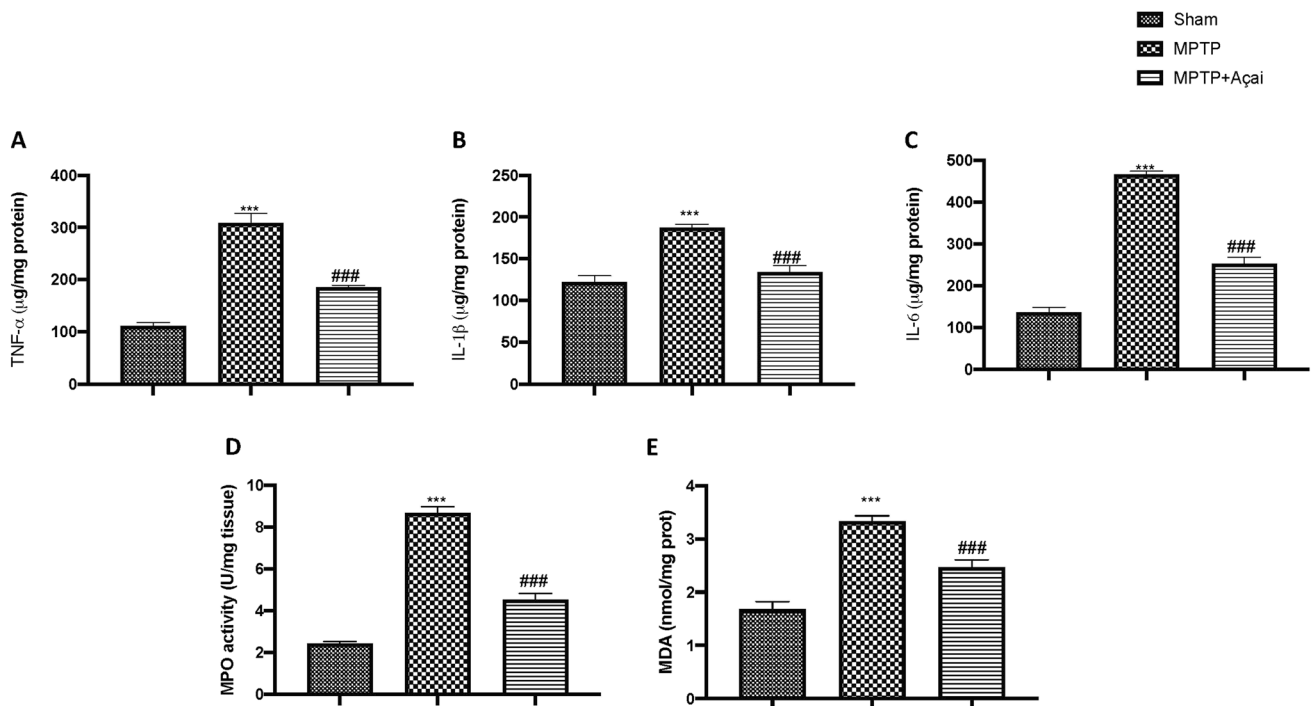 Sham
MPTP
MPTP+Açai
A
TNF-α (μg/mg protein)
400
300
200
100
0
***
###
B
IL-1β (μg/mg protein)
250
200
150
100
50
0
***
###
C
IL-6 (μg/mg protein)
500
400
300
200
100
0
***
###
D
MPO activity (U/mg tissue)
10
8
6
4
2
0
***
###
E
MDA (nmol/mg prot)
4
3
2
1
0
***
###